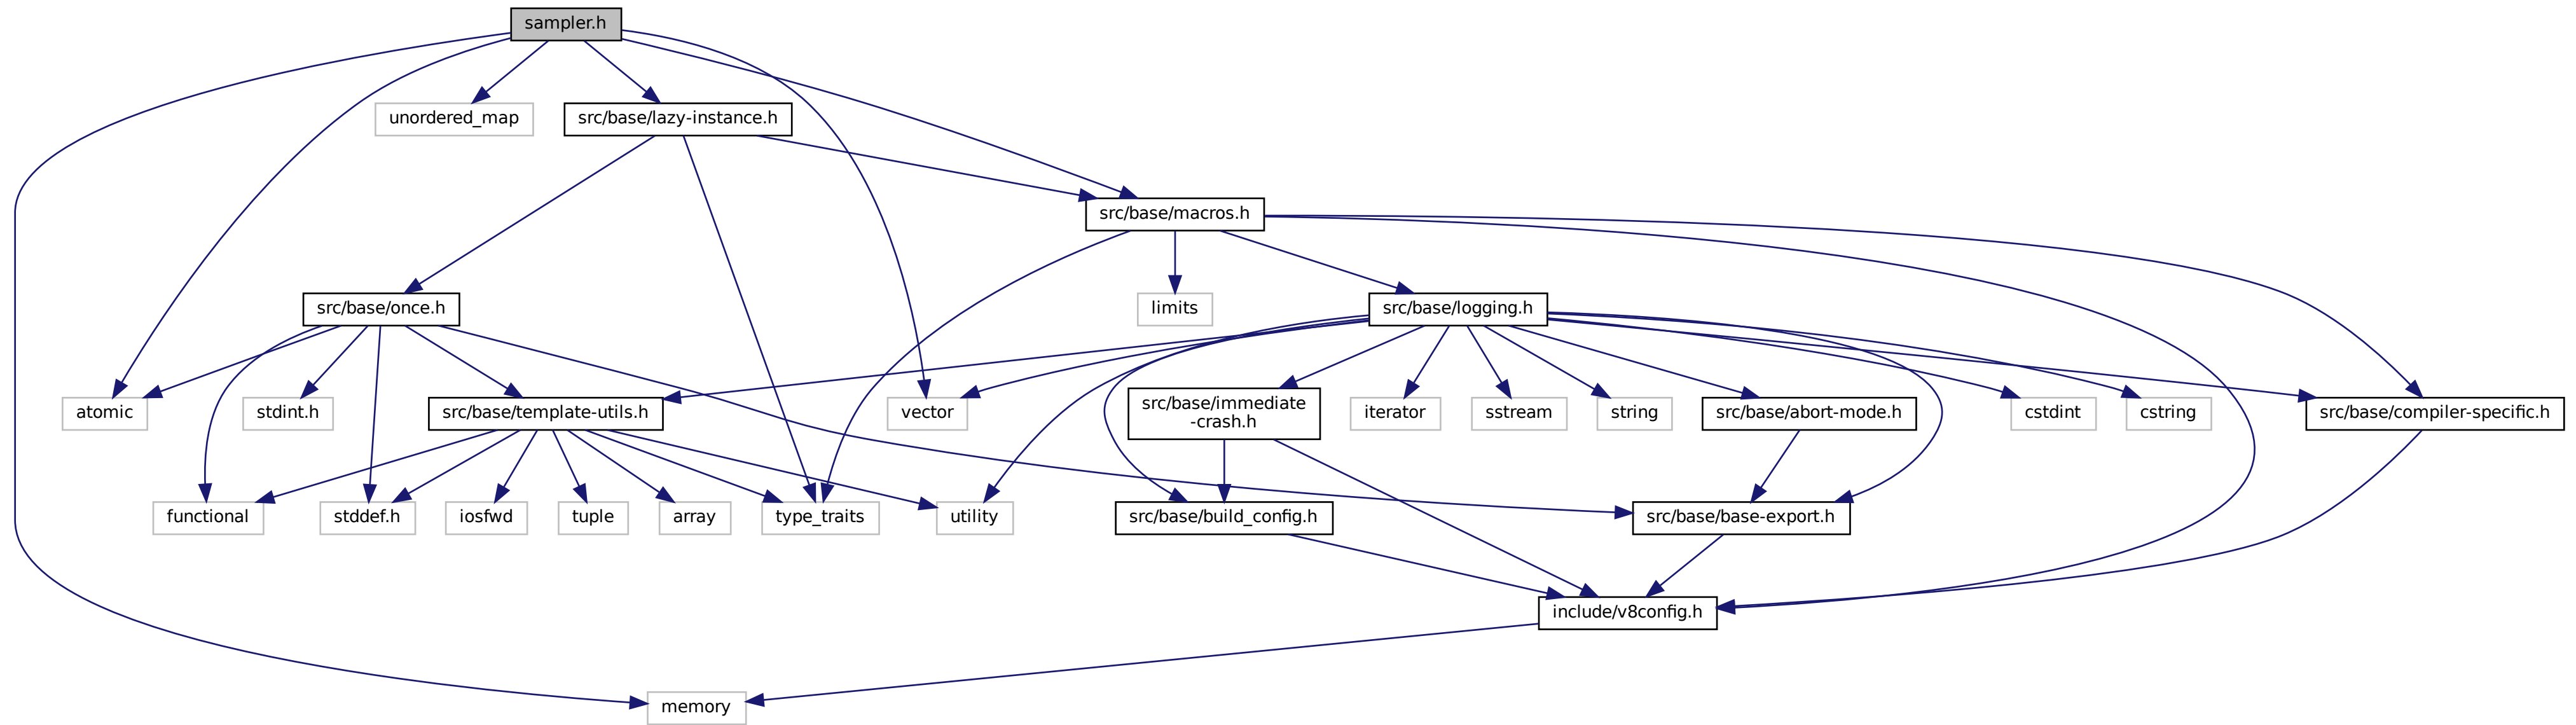 sampler.h
unordered_map
src/base/lazy-instance.h
src/base/macros.h
src/base/once.h
limits
src/base/logging.h
atomic
stdint.h
src/base/template-utils.h
vector
src/base/immediate
-crash.h
iterator
sstream
string
src/base/abort-mode.h
cstdint
cstring
src/base/compiler-specific.h
functional
stddef.h
iosfwd
tuple
array
type_traits
utility
src/base/build_config.h
src/base/base-export.h
include/v8config.h
memory